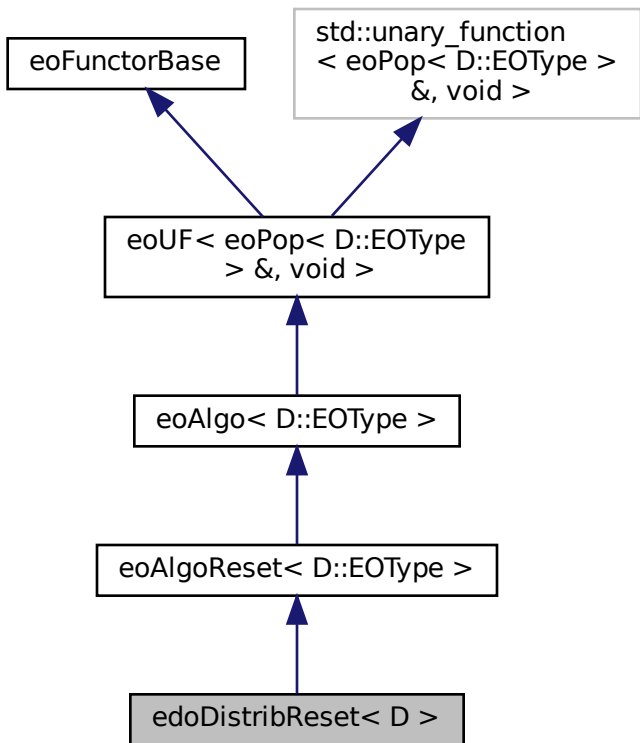 std::unary_function
< eoPop< D::EOType >
&, void >
eoFunctorBase
eoUF< eoPop< D::EOType
> &, void >
eoAlgo< D::EOType >
eoAlgoReset< D::EOType >
edoDistribReset< D >